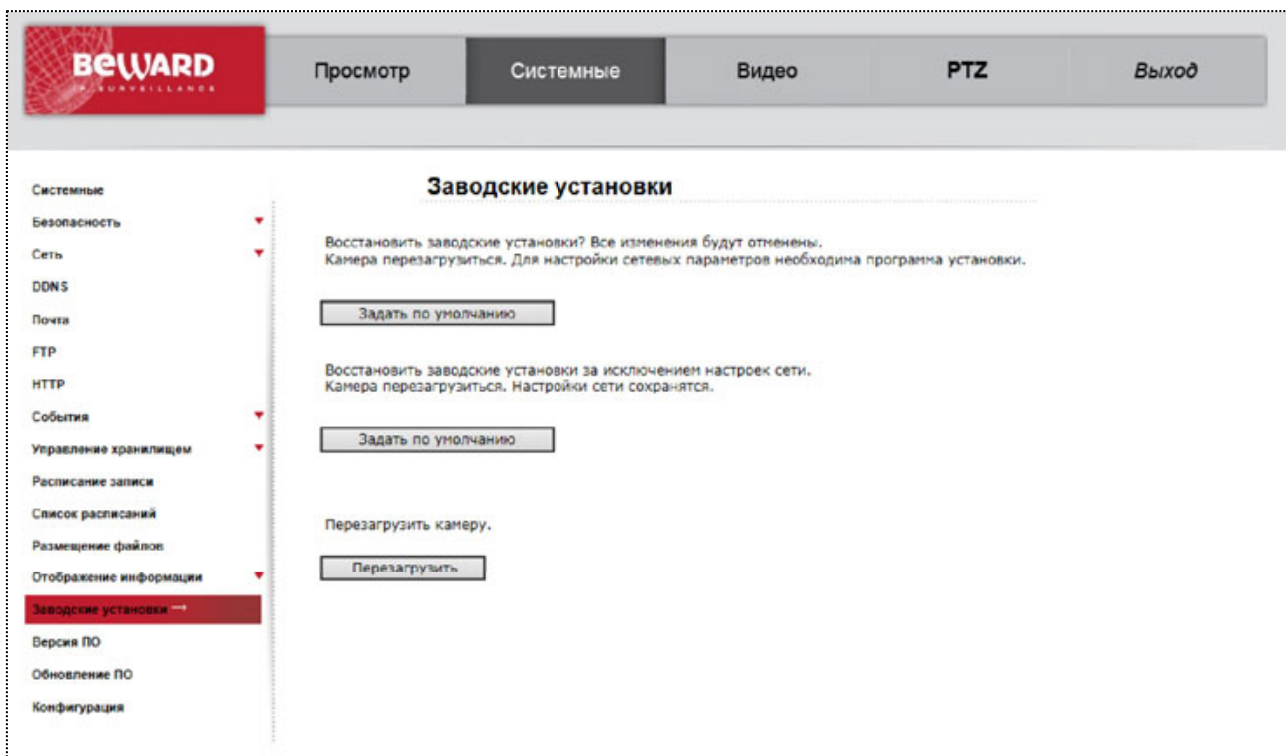 BEWARD
IP SURVEILLANCE
Просмотр
Системные
Видео
PTZ
Выход
Системные
Безопасность
Сеть
DDNS
Почта
FTP
HTTP
События
Управление хранилищем
Расписание записи
Список расписаний
Размещение файлов
Отображение информации
Заводские установки →
Версия ПО
Обновление ПО
Конфигурация
Заводские установки
Восстановить заводские установки? Все изменения будут отменены.
Камера перезагрузиться. Для настройки сетевых параметров необходима программа установки.
Задать по умолчанию
Восстановить заводские установки за исключением настроек сети.
Камера перезагрузиться. Настройки сети сохранятся.
Задать по умолчанию
Перезагрузить камеру.
Перезагрузить